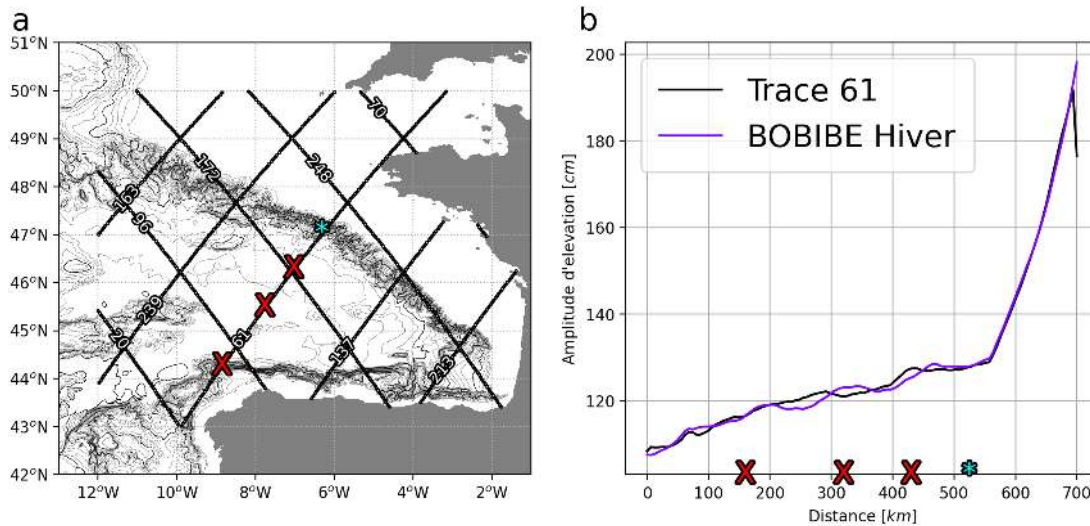 a
51°N
50°N
49°N
48°N
47°N
46°N
45°N
44°N
43°N
42°N
12°W
10°W
8°W
6°W
4°W
2°W
70
248
172
163
96
239
20
61
137
213
b
Trace 61
BOBIBE Hiver
Amplitude d'elevation [cm]
200
180
160
140
120
0
100
200
300
400
500
600
700
Distance [km]